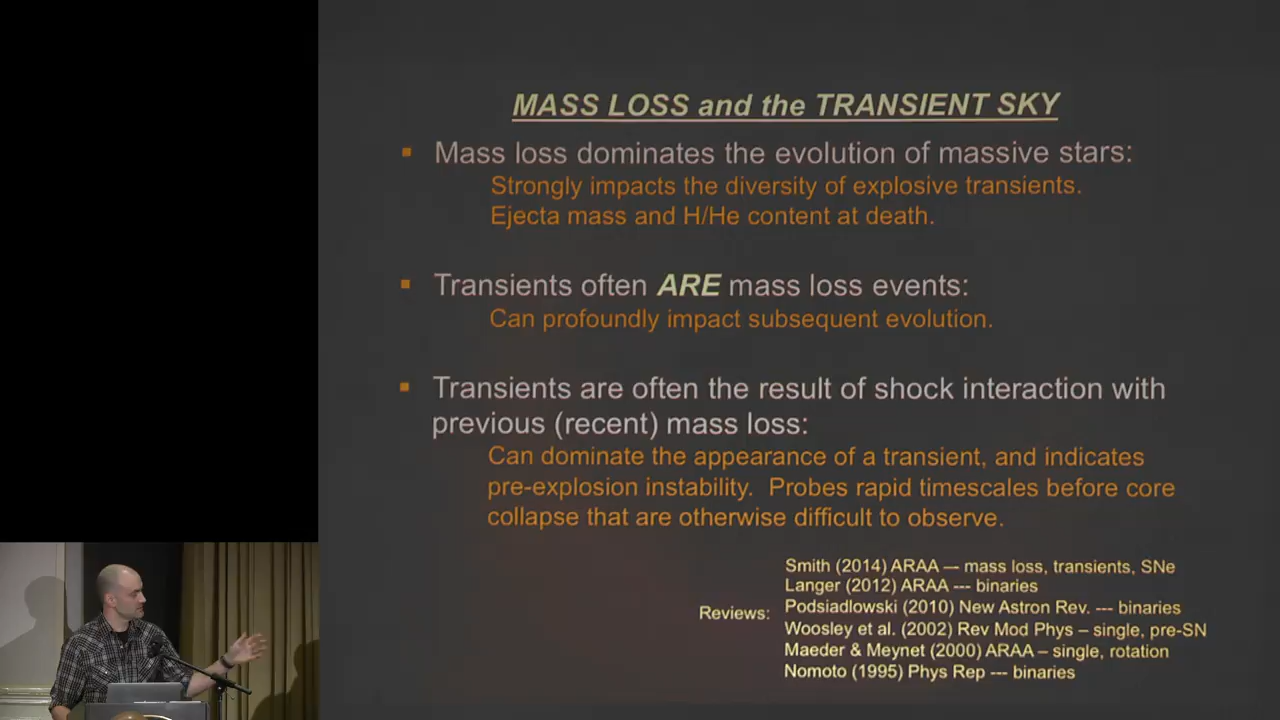 MASS LOSS and the TRANSIENT SKY
▪ Mass loss dominates the evolution of massive stars:
Strongly impacts the diversity of explosive transients.
Ejecta mass and H/He content at death.
▪ Transients often ARE mass loss events:
Can profoundly impact subsequent evolution.
▪ Transients are often the result of shock interaction with
previous (recent) mass loss:
Can dominate the appearance of a transient, and indicates
pre-explosion instability. Probes rapid timescales before core
collapse that are otherwise difficult to observe.
Reviews:
Smith (2014) ARAA –- mass loss, transients, SNe
Langer (2012) ARAA --- binaries
Podsiadlowski (2010) New Astron Rev. --- binaries
Woosley et al. (2002) Rev Mod Phys – single, pre-SN
Maeder & Meynet (2000) ARAA – single, rotation
Nomoto (1995) Phys Rep --- binaries